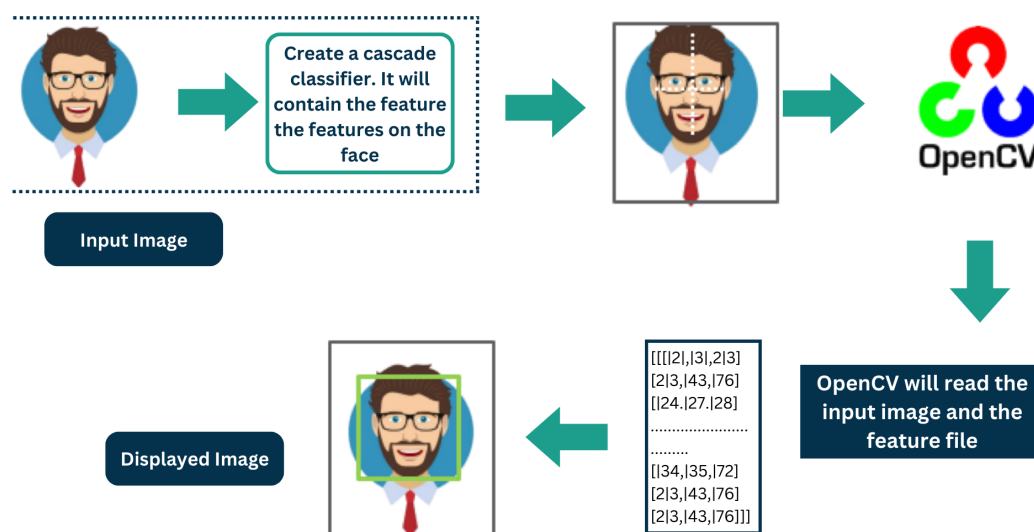 Create a cascade
classifier. It will
contain the feature
the features on the
face
OpenCV
Input Image
OpenCV will read the
input image and the
feature file
[[[|2|,|3|,2|3]
[2|3,|43,|76]
[|24.|27.|28]
.......................
.........
[|34,|35,|72]
[2|3,|43,|76]
[2|3,|43,|76]]]
Displayed Image